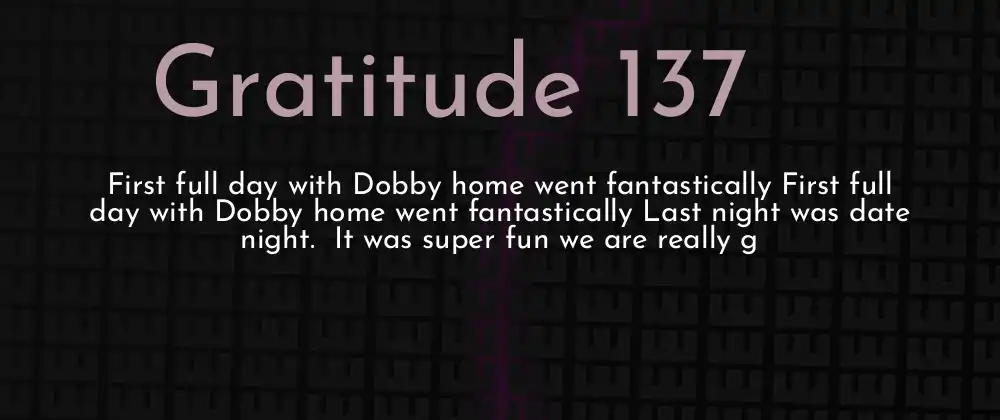 Gratitude 137
First full day with Dobby home went fantastically First full
day with Dobby home went fantastically Last night was date
night.  It was super fun we are really g